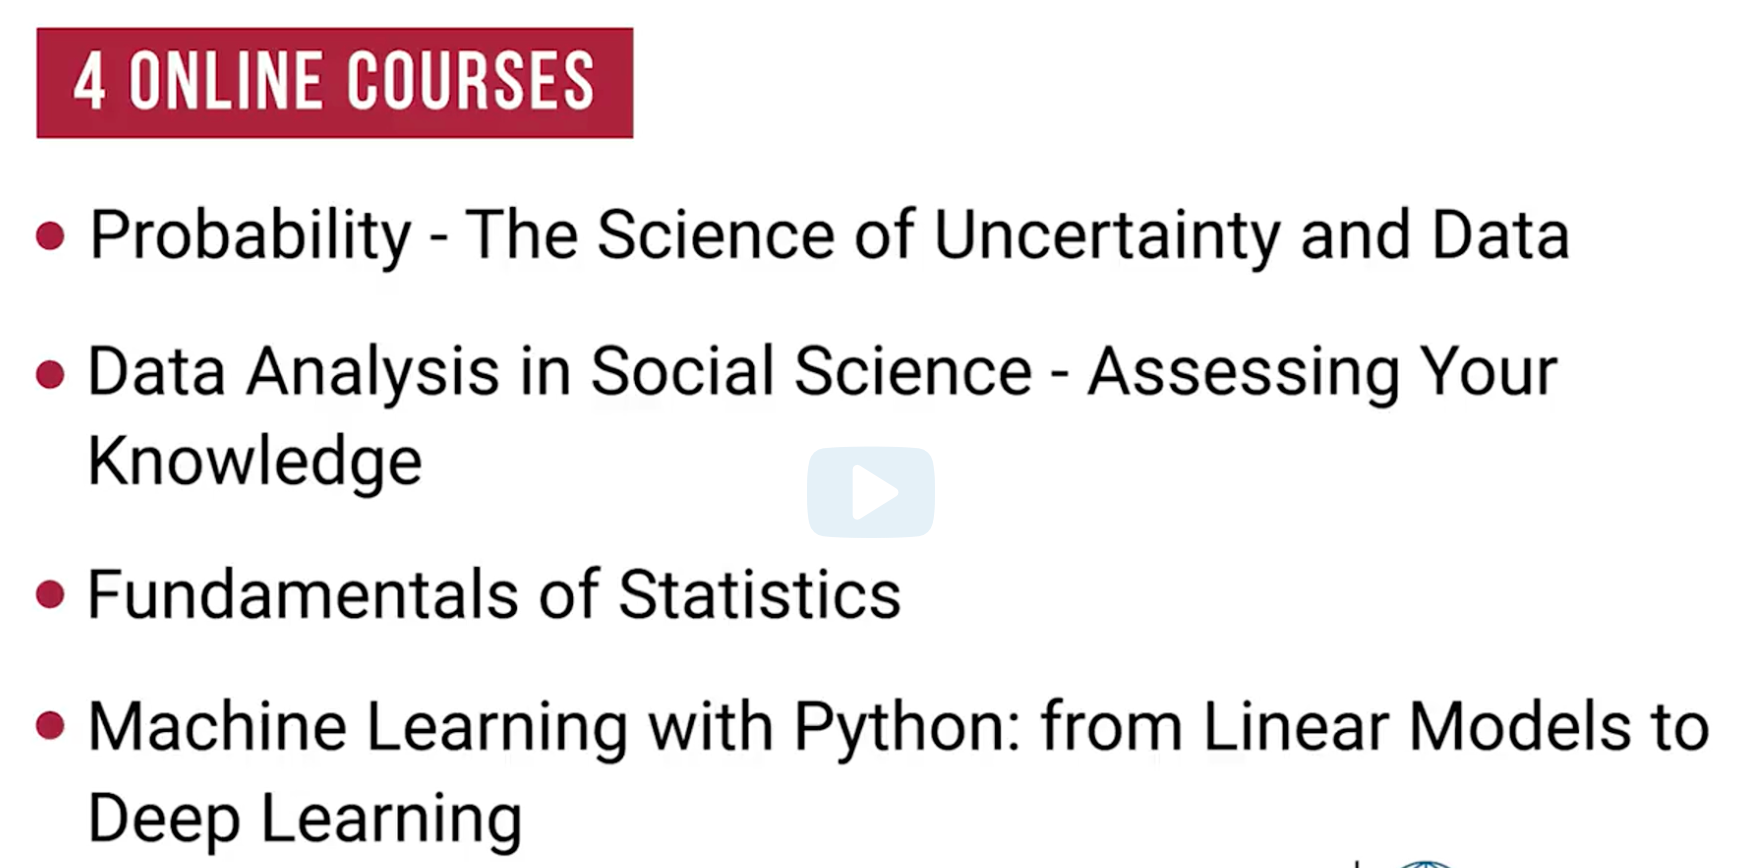 4 ONLINE COURSES
Probability - The Science of Uncertainty and Data
Data Analysis in Social Science - Assessing Your
Knowledge
Fundamentals of Statistics
Machine Learning with Python: from Linear Models to
Deep Learning